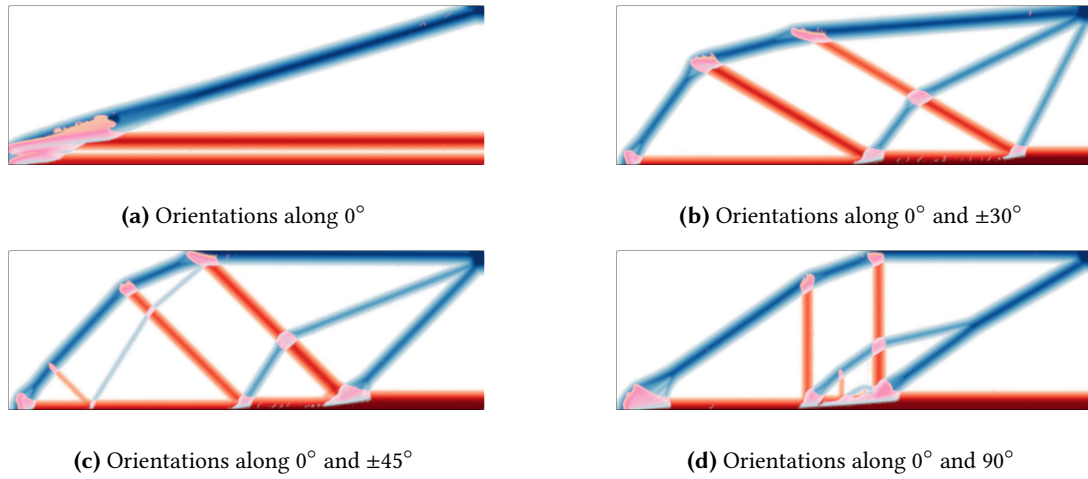 (a) Orientations along 0°
(b) Orientations along 0° and ±30°
(c) Orientations along 0° and ±45°
(d) Orientations along 0° and 90°